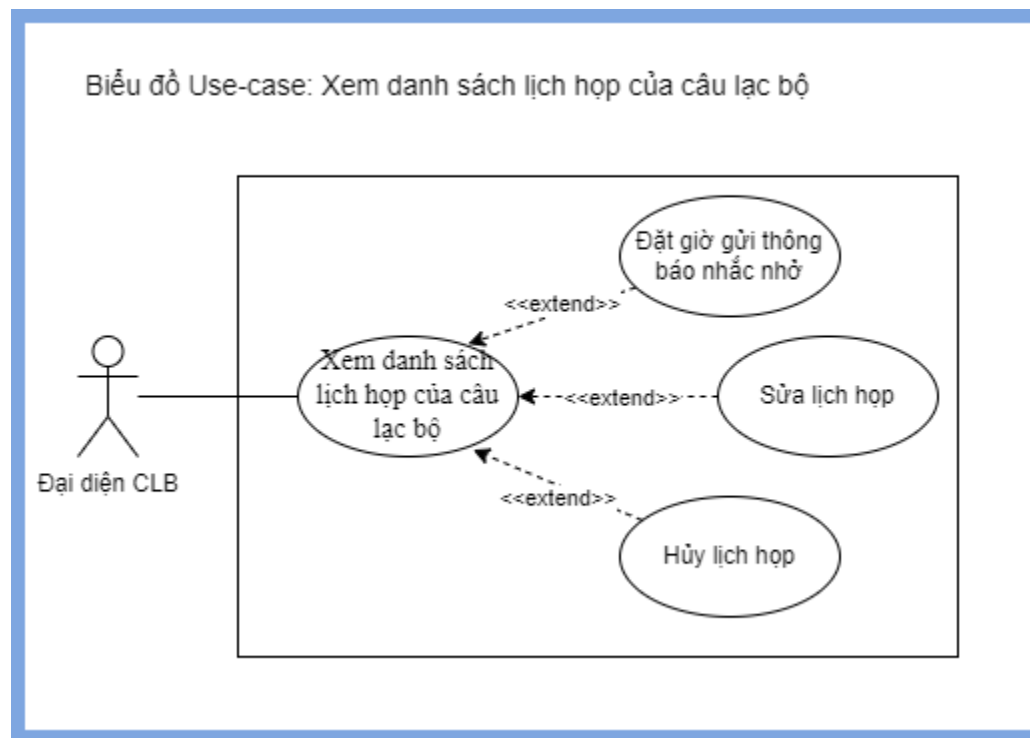 Biểu đồ Use-case: Xem danh sách lịch họp của câu lạc bộ
Đặt giờ gửi thông
báo nhắc nhở
<<extend>>
Xem danh sách
lịch họp của câu
lạc bộ
<<extend>>
Sửa lịch họp
Đại diện CLB
<<extend>>
Hủy lịch họp